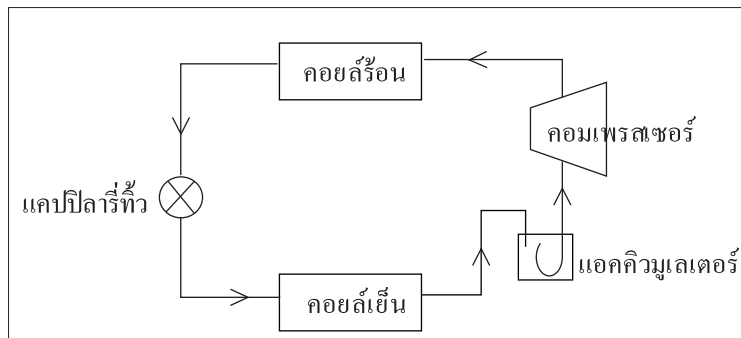 คอยล์ร้อน
คอมเพรสเซอร์
แคปปิลารี่ทิ้ว
แอคคิวมูเลเตอร์
คอยล์เย็น